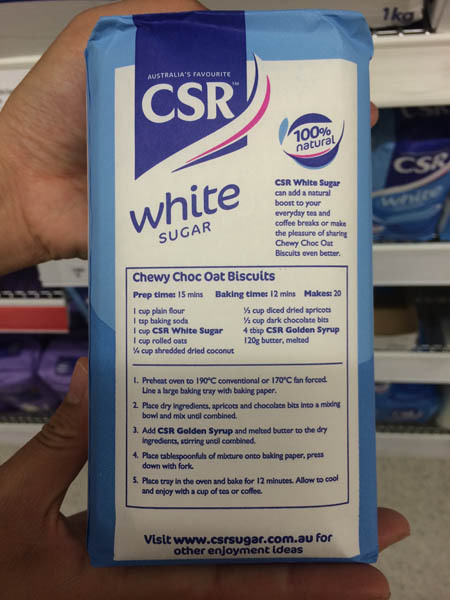 1kg
AUSTRALIA'S FAVOURITE
CSR™
100%
natural
white
SUGAR
CSR White Sugar
can add a natural
boost to your
everyday tea and
coffee breaks or make
the pleasure of sharing
Chewy Choc Oat
Biscuits even better.
CSR
white
Chewy Choc Oat Biscuits
Prep time: 15 mins Baking time: 12 mins Makes: 20
1 cup plain flour
1 tsp baking soda
1 cup CSR White Sugar
1 cup rolled oats
¼ cup shredded dried coconut
½ cup diced dried apricots
½ cup dark chocolate bits
4 tbsp CSR Golden Syrup
120g butter, melted
1. Preheat oven to 190°C conventional or 170°C fan forced.
Line a large baking tray with baking paper.
2. Place dry ingredients, apricots and chocolate bits into a mixing
bowl and mix until combined.
3. Add CSR Golden Syrup and melted butter to the dry
ingredients, stirring until combined.
4. Place tablespoonfuls of mixture onto baking paper, press
down with fork.
5. Place tray in the oven and bake for 12 minutes. Allow to cool
and enjoy with a cup of tea or coffee.
Visit www.csrsugar.com.au for
other enjoyment ideas